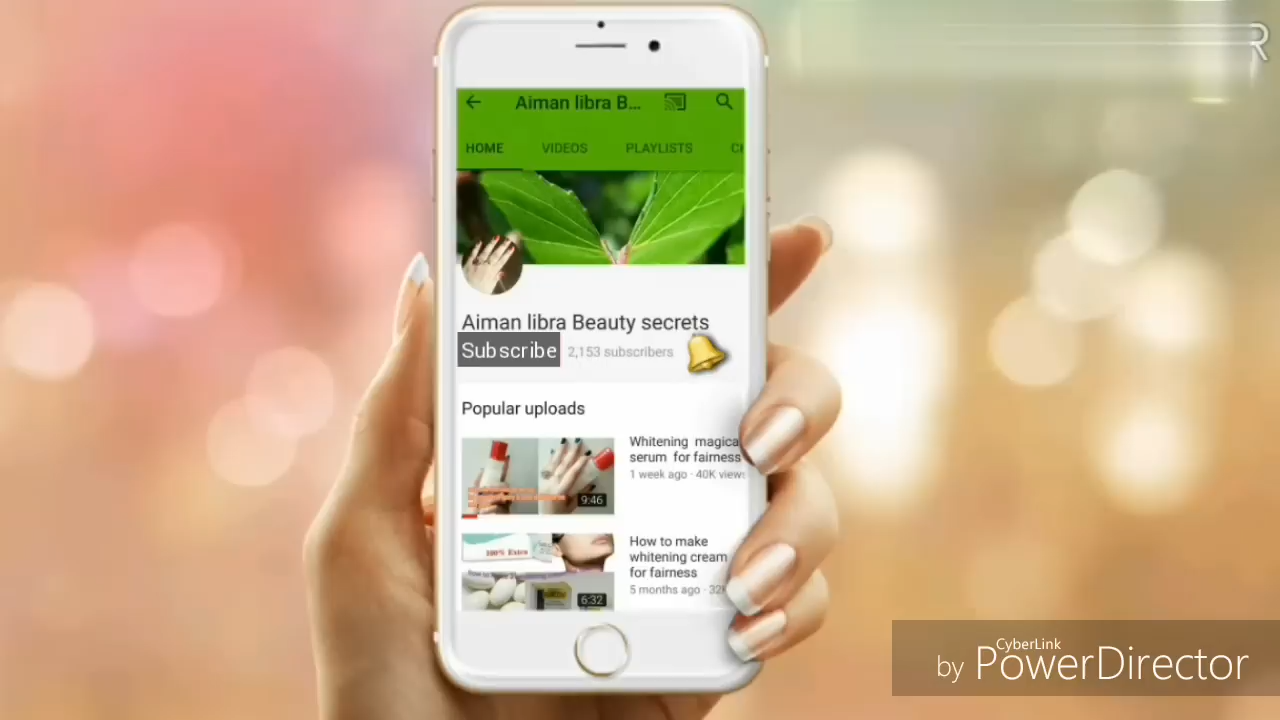 Aiman libra B...
HOME VIDEOS PLAYLISTS
Aiman libra Beauty secrets
Subscribe 2,153 subscribers
Popular uploads
Whitening magica
serum for fairness
1 week ago · 40K views
9:46
100% Extra
How to make
whitening cream
for fairness
5 months ago · 32K
6:32
CyberLink
by PowerDirector
R